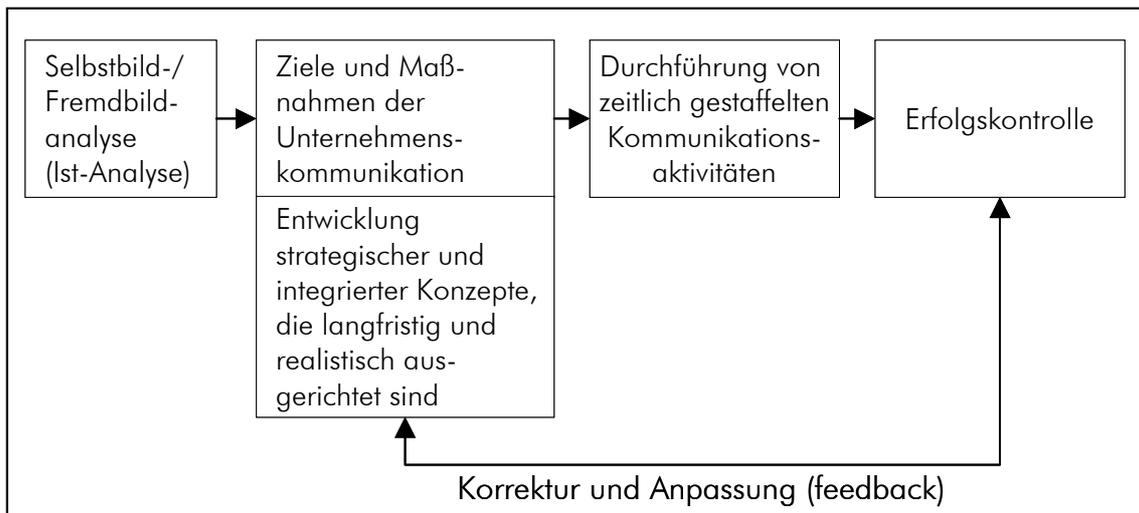 Selbstbild-/
Fremdbild-
analyse
(Ist-Analyse)
Ziele und Maß-
nahmen der
Unternehmens-
kommunikation
Entwicklung
strategischer und
integrierter Konzepte,
die langfristig und
realistisch aus-
gerichtet sind
Durchführung von
zeitlich gestaffelten
Kommunikations-
aktivitäten
Erfolgskontrolle
Korrektur und Anpassung (feedback)